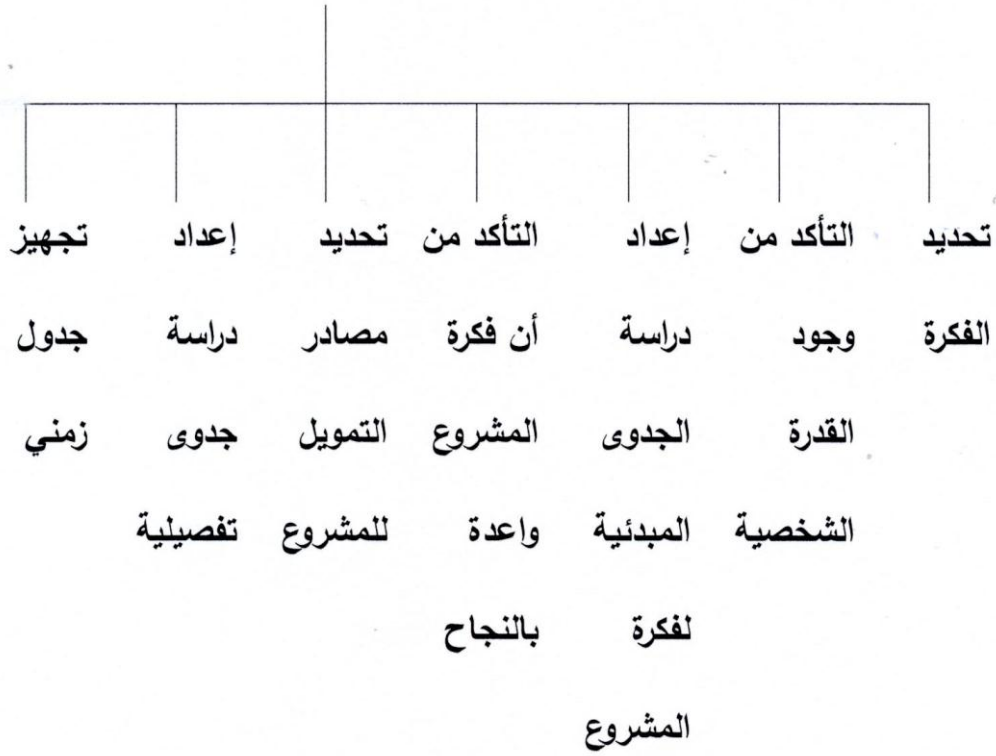 تحديد
الفكرة
التأكد من
وجود
القدرة
الشخصية
إعداد
دراسة
الجدوى
المبدئية
لفكرة
المشروع
التأكد من
أن فكرة
المشروع
واعدة
بالنجاح
تحديد
مصادر
التمويل
للمشروع
إعداد
دراسة
جدوى
تفصيلية
تجهيز
جدول
زمني